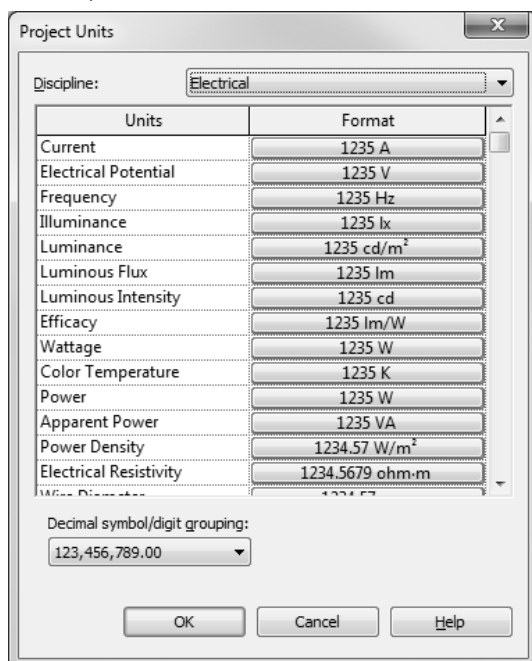 Project Units
Discipline: Electrical
Units Format
Current 1235 A
Electrical Potential 1235 V
Frequency 1235 Hz
Illuminance 1235 lx
Luminance 1235 cd/m²
Luminous Flux 1235 lm
Luminous Intensity 1235 cd
Efficacy 1235 lm/W
Wattage 1235 W
Color Temperature 1235 K
Power 1235 W
Apparent Power 1235 VA
Power Density 1234.57 W/m²
Electrical Resistivity 1234.5679 ohm·m
Decimal symbol/digit grouping:
123,456,789.00
OK Cancel Help